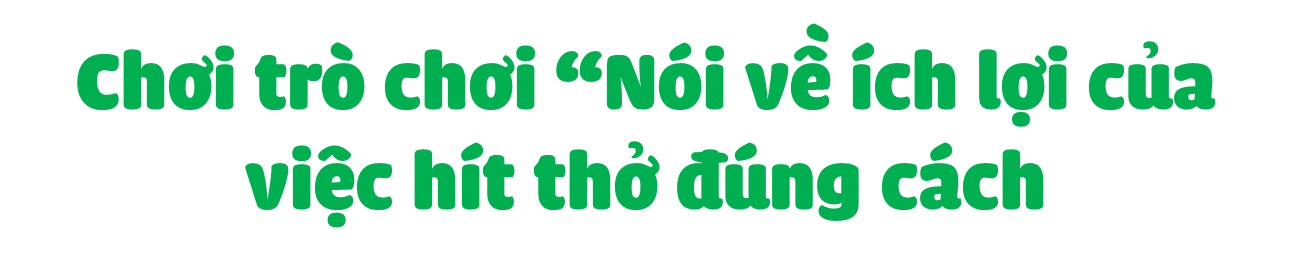 Chơi trò chơi “Nói về ích lợi của
việc hít thở đúng cách